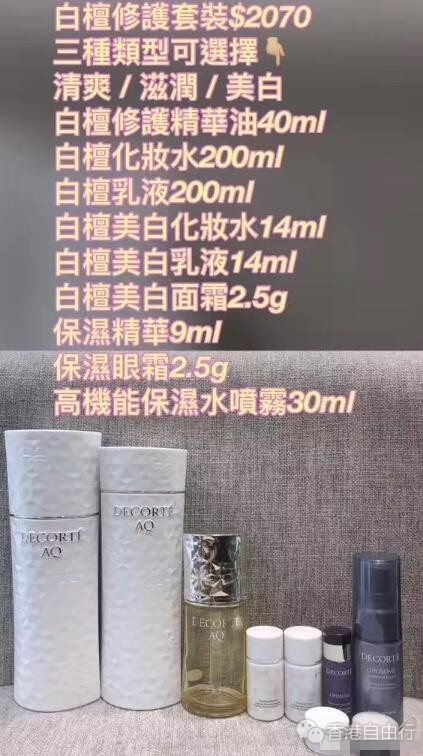 白檀修護套裝$2070
三種類型可選擇👇🏼
清爽 / 滋潤 / 美白
白檀修護精華油40ml
白檀化妝水200ml
白檀乳液200ml
白檀美白化妝水14ml
白檀美白乳液14ml
白檀美白面霜2.5g
保濕精華9ml
保濕眼霜2.5g
高機能保濕水噴霧30ml
DECORTÉ
AQ
DECORTÉ
AQ
DECORTÉ
AQ
DECORTÉ
LIPOSOME
香港自由行